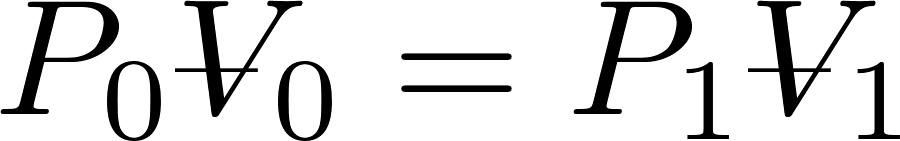 P₀V̶₀ = P₁V̶₁